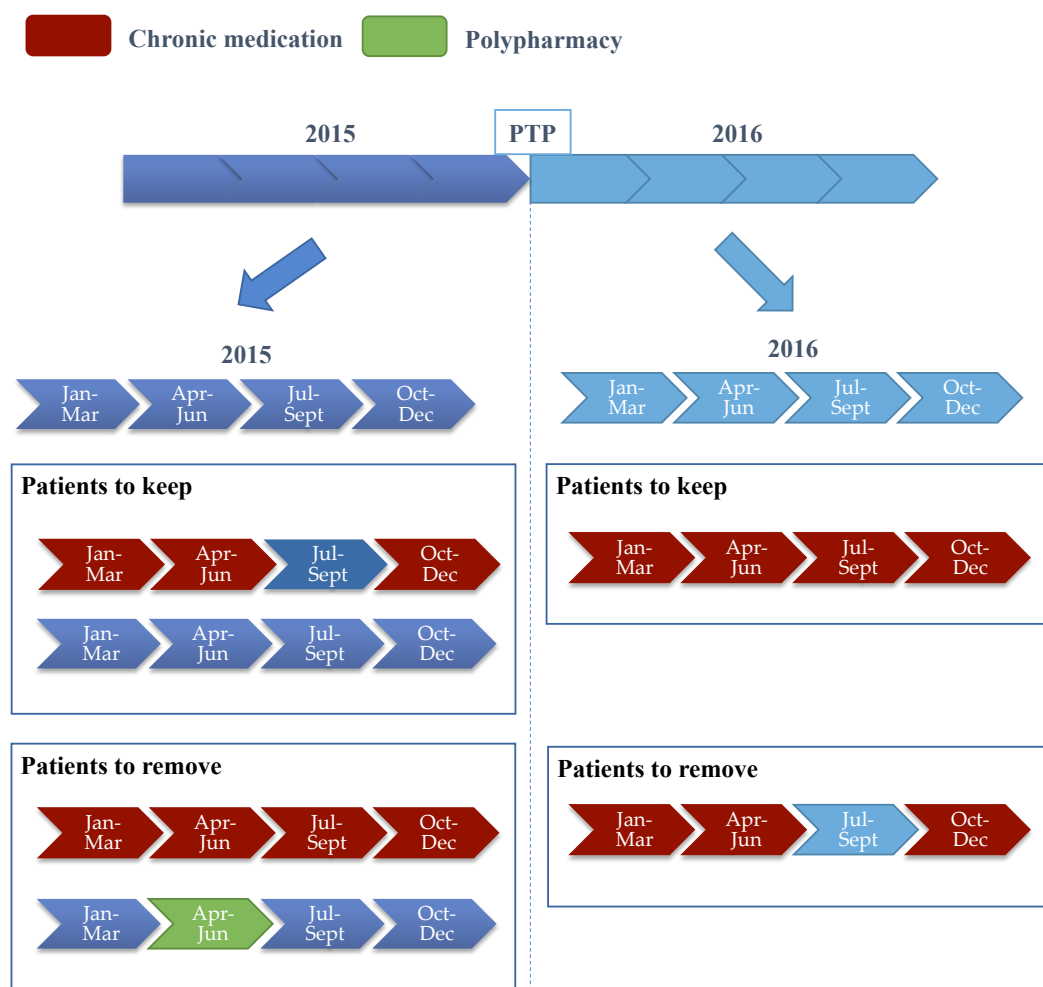 Chronic medication
Polypharmacy
2015
PTP
2016
2015
Jan-
Mar
Apr-
Jun
Jul-
Sept
Oct-
Dec
2016
Jan-
Mar
Apr-
Jun
Jul-
Sept
Oct-
Dec
Patients to keep
Jan-
Mar
Apr-
Jun
Jul-
Sept
Oct-
Dec
Jan-
Mar
Apr-
Jun
Jul-
Sept
Oct-
Dec
Patients to keep
Jan-
Mar
Apr-
Jun
Jul-
Sept
Oct-
Dec
Patients to remove
Jan-
Mar
Apr-
Jun
Jul-
Sept
Oct-
Dec
Jan-
Mar
Apr-
Jun
Jul-
Sept
Oct-
Dec
Patients to remove
Jan-
Mar
Apr-
Jun
Jul-
Sept
Oct-
Dec